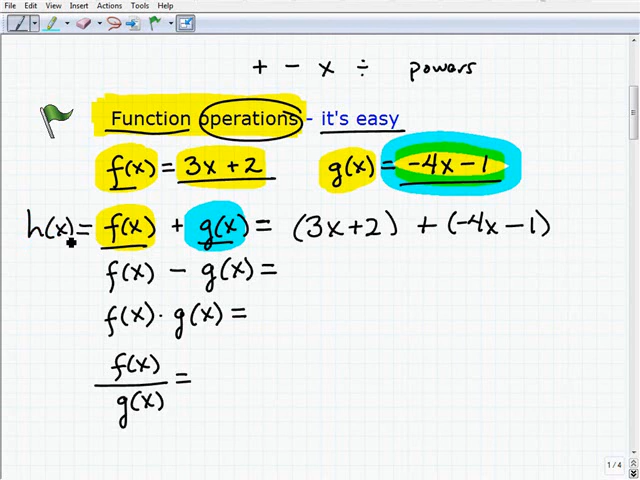 File Edit View Insert Actions Tools Help
+ − x ÷ powers
Function operations - it's easy
f(x) = 3x + 2 g(x) = -4x - 1
h(x) = f(x) + g(x) = (3x + 2) + (-4x - 1)
f(x) - g(x) =
f(x) · g(x) =
f(x)
g(x) =
1/4